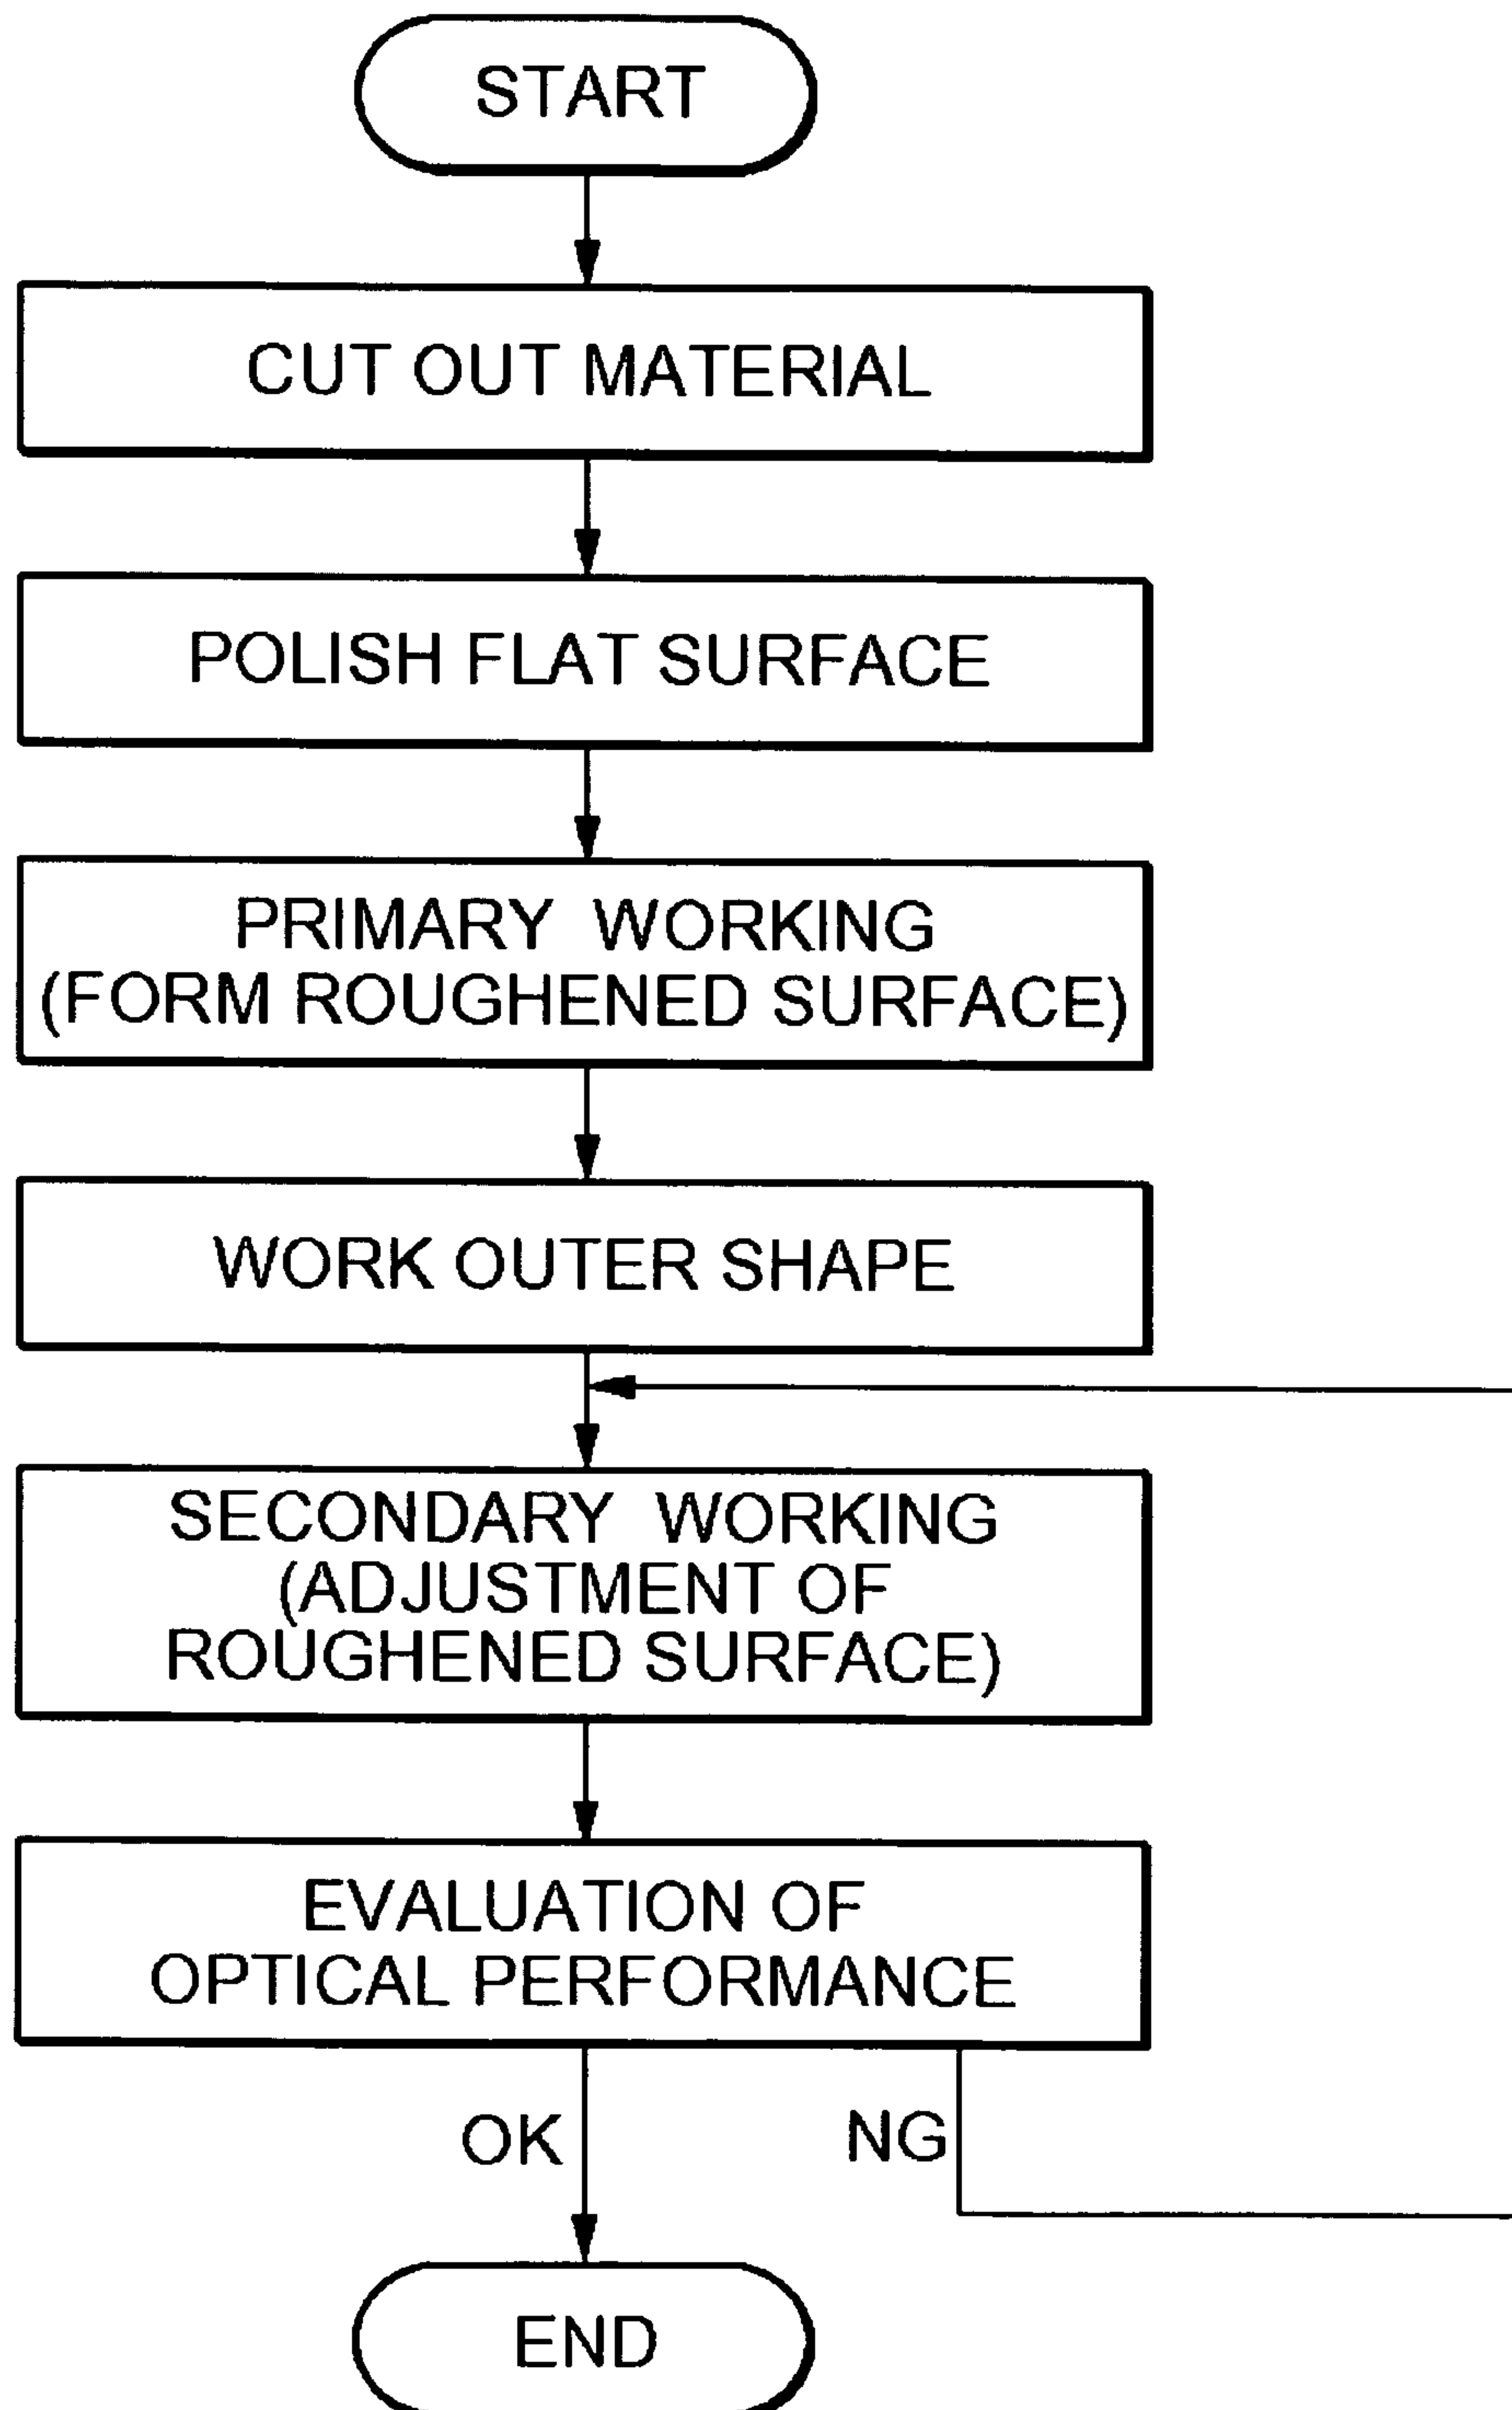 START
CUT OUT MATERIAL
POLISH FLAT SURFACE
PRIMARY WORKING
(FORM ROUGHENED SURFACE)
WORK OUTER SHAPE
SECONDARY WORKING
(ADJUSTMENT OF
ROUGHENED SURFACE)
EVALUATION OF
OPTICAL PERFORMANCE
OK
NG
END